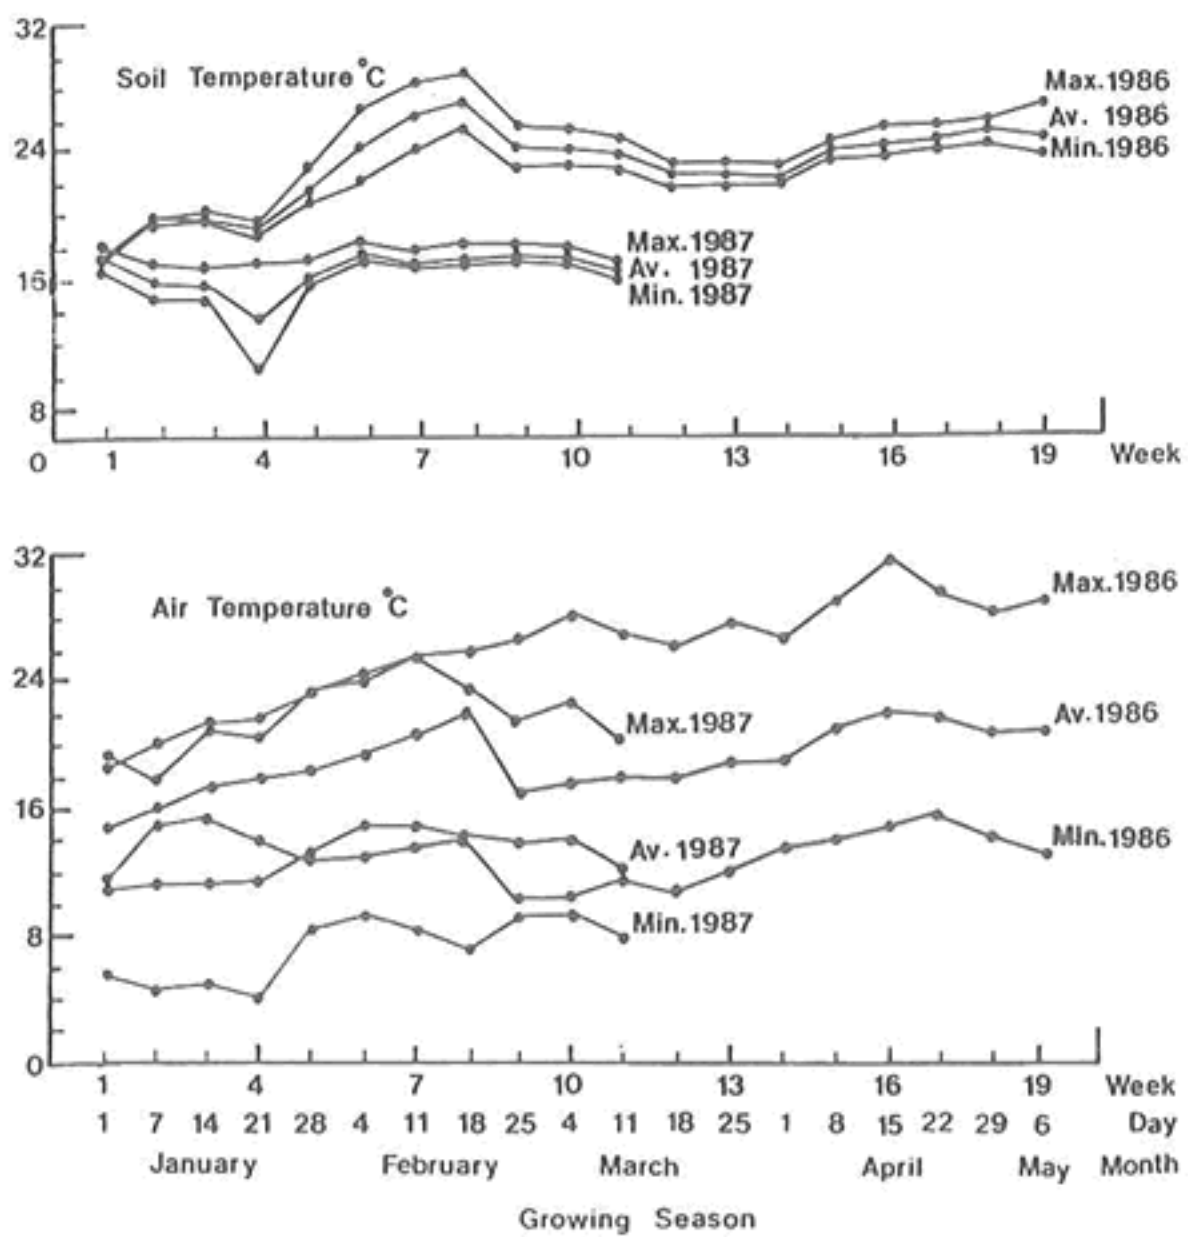 32
Soil Temperature °C
Max. 1986
Av. 1986
24
Min. 1986
Max. 1987
Av. 1987
15
Min. 1987
8
0 1 4 7 10 13 16 19 Week
32
Air Temperature °C
Max. 1986
24
Av. 1986
Max. 1987
16
Min. 1986
Av. 1987
8
Min. 1987
0
1 4 7 10 13 16 19 Week
1 7 14 21 28 4 11 18 25 4 11 18 25 1 8 15 22 29 6 Day
January February March April May Month
Growing Season